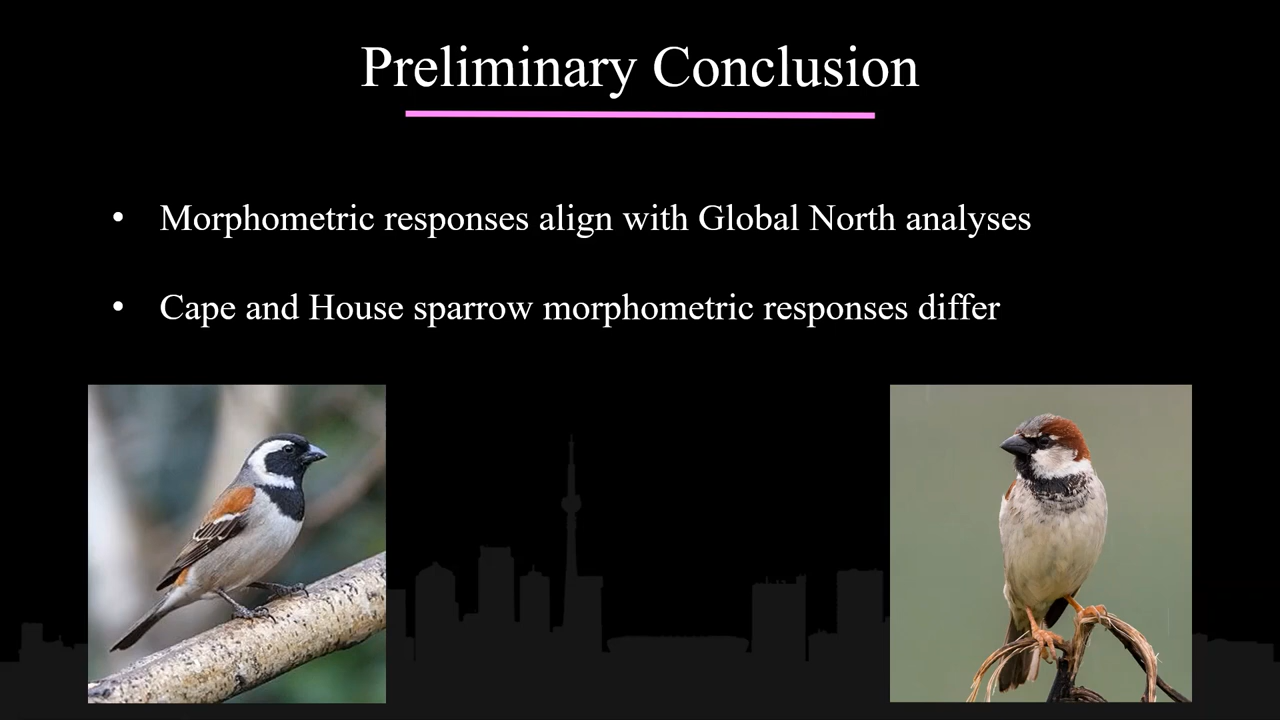 Preliminary Conclusion
• Morphometric responses align with Global North analyses
• Cape and House sparrow morphometric responses differ